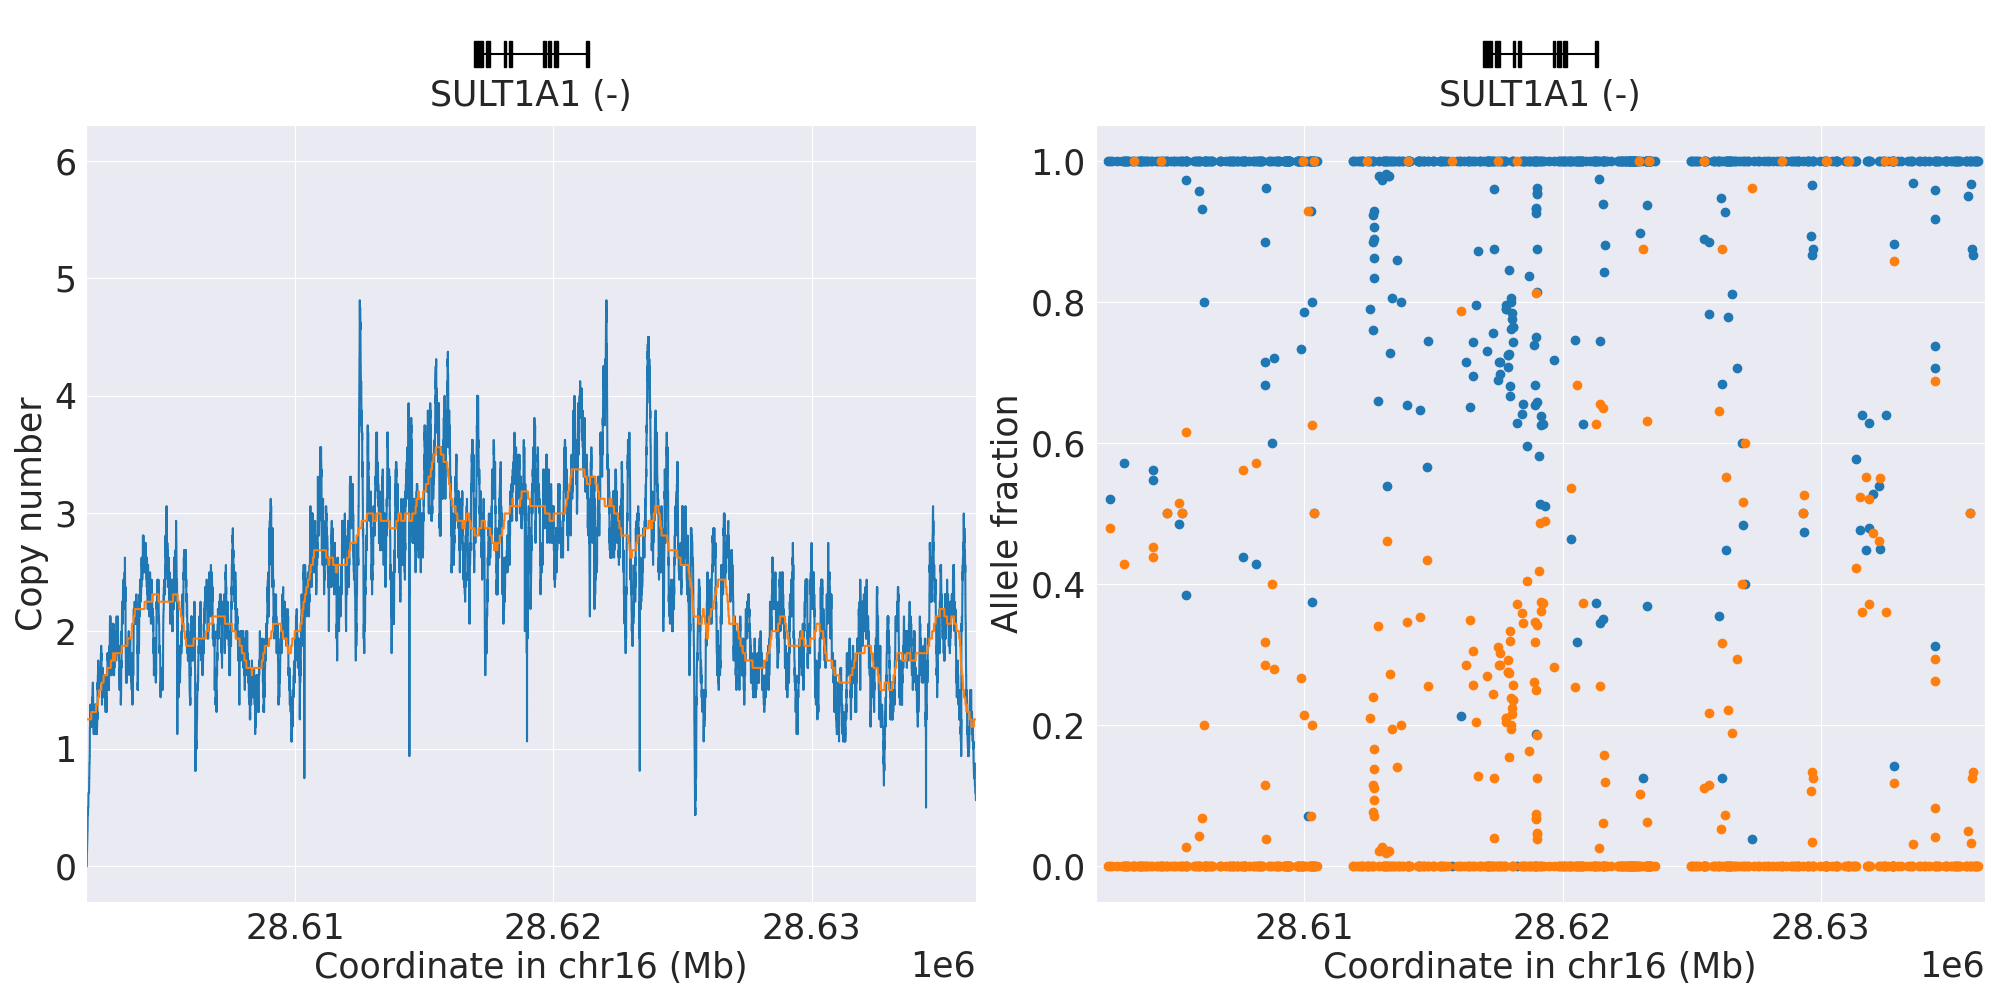 SULT1A1 (-)
Copy number
6
5
4
3
2
1
0
28.61
28.62
28.63
Coordinate in chr16 (Mb)
1e6
SULT1A1 (-)
Allele fraction
1.0
0.8
0.6
0.4
0.2
0.0
28.61
28.62
28.63
Coordinate in chr16 (Mb)
1e6